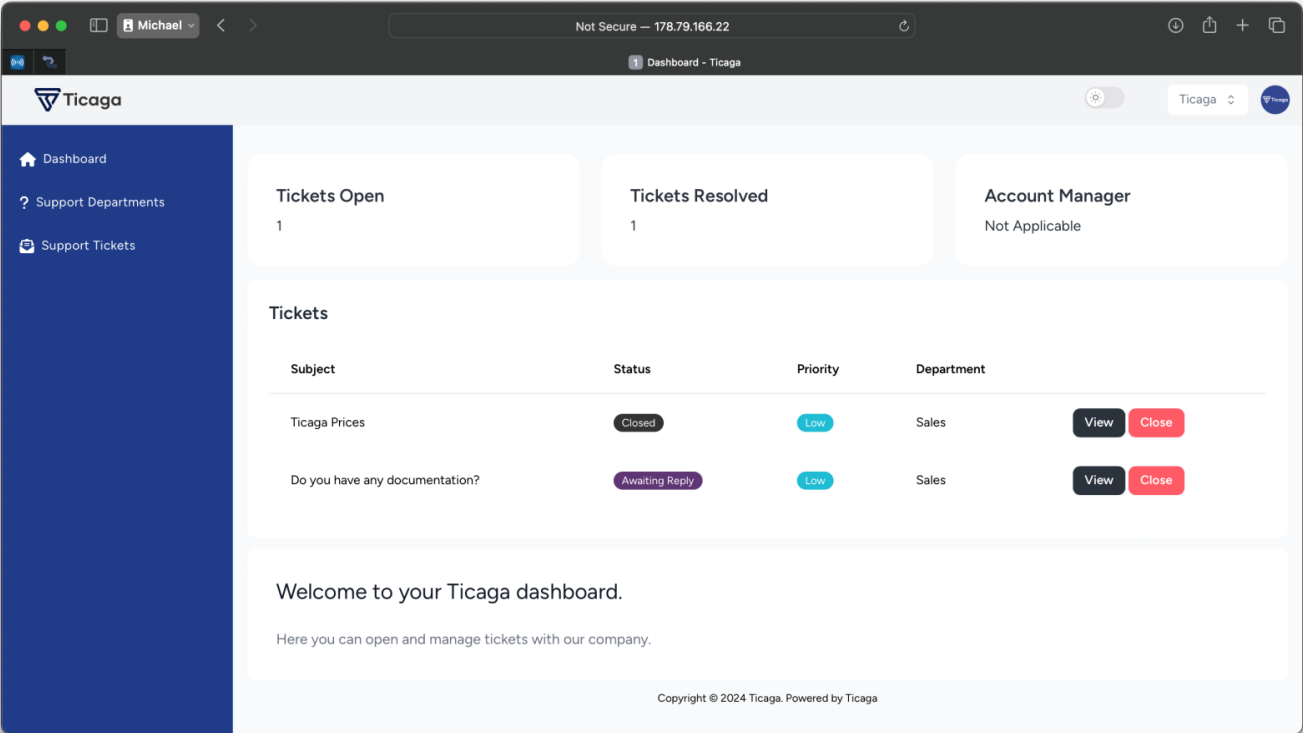 Michael
Not Secure — 178.79.166.22
1 Dashboard - Ticaga
Ticaga
Ticaga
Ticaga
Dashboard
Support Departments
Support Tickets
Tickets Open
1
Tickets Resolved
1
Account Manager
Not Applicable
Tickets
Subject Status Priority Department
Ticaga Prices Closed Low Sales View Close
Do you have any documentation? Awaiting Reply Low Sales View Close
Welcome to your Ticaga dashboard.
Here you can open and manage tickets with our company.
Copyright © 2024 Ticaga. Powered by Ticaga